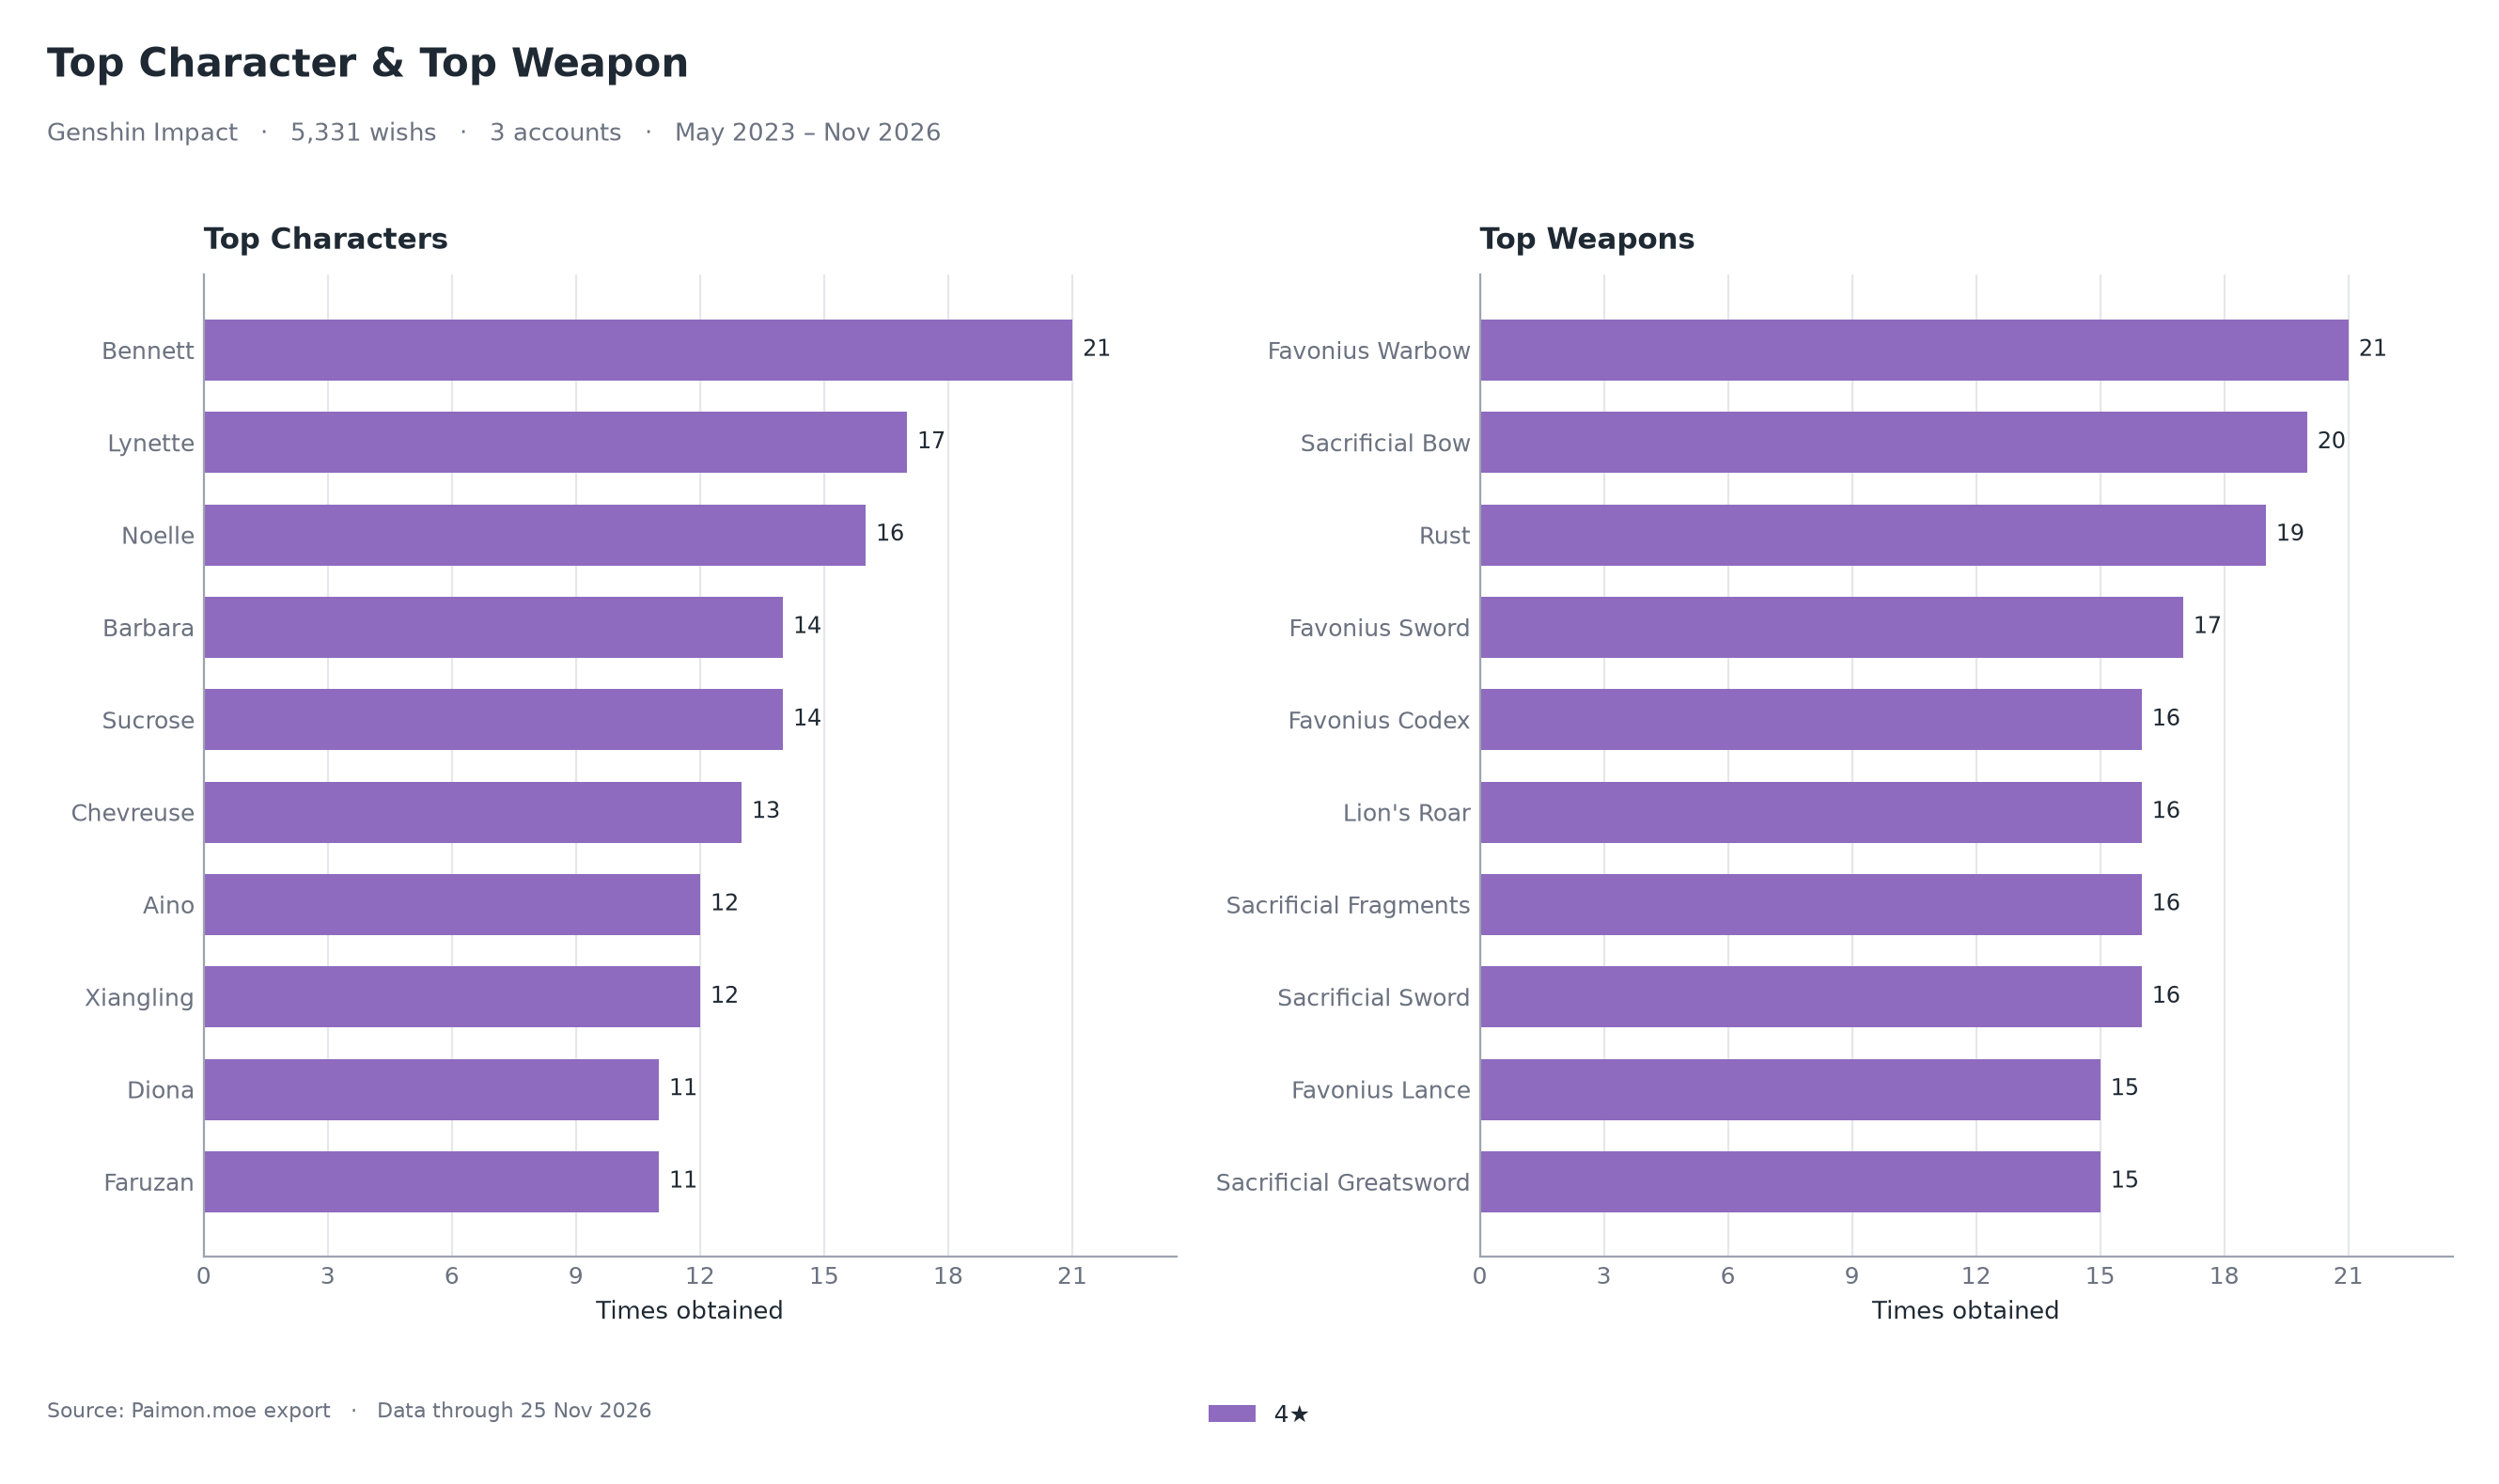 Top Character & Top Weapon
Genshin Impact · 5,331 wishs · 3 accounts · May 2023 – Nov 2026
Top Characters
Bennett 21
Lynette 17
Noelle 16
Barbara 14
Sucrose 14
Chevreuse 13
Aino 12
Xiangling 12
Diona 11
Faruzan 11
0 3 6 9 12 15 18 21
Times obtained
Top Weapons
Favonius Warbow 21
Sacrificial Bow 20
Rust 19
Favonius Sword 17
Favonius Codex 16
Lion's Roar 16
Sacrificial Fragments 16
Sacrificial Sword 16
Favonius Lance 15
Sacrificial Greatsword 15
0 3 6 9 12 15 18 21
Times obtained
Source: Paimon.moe export · Data through 25 Nov 2026
4★